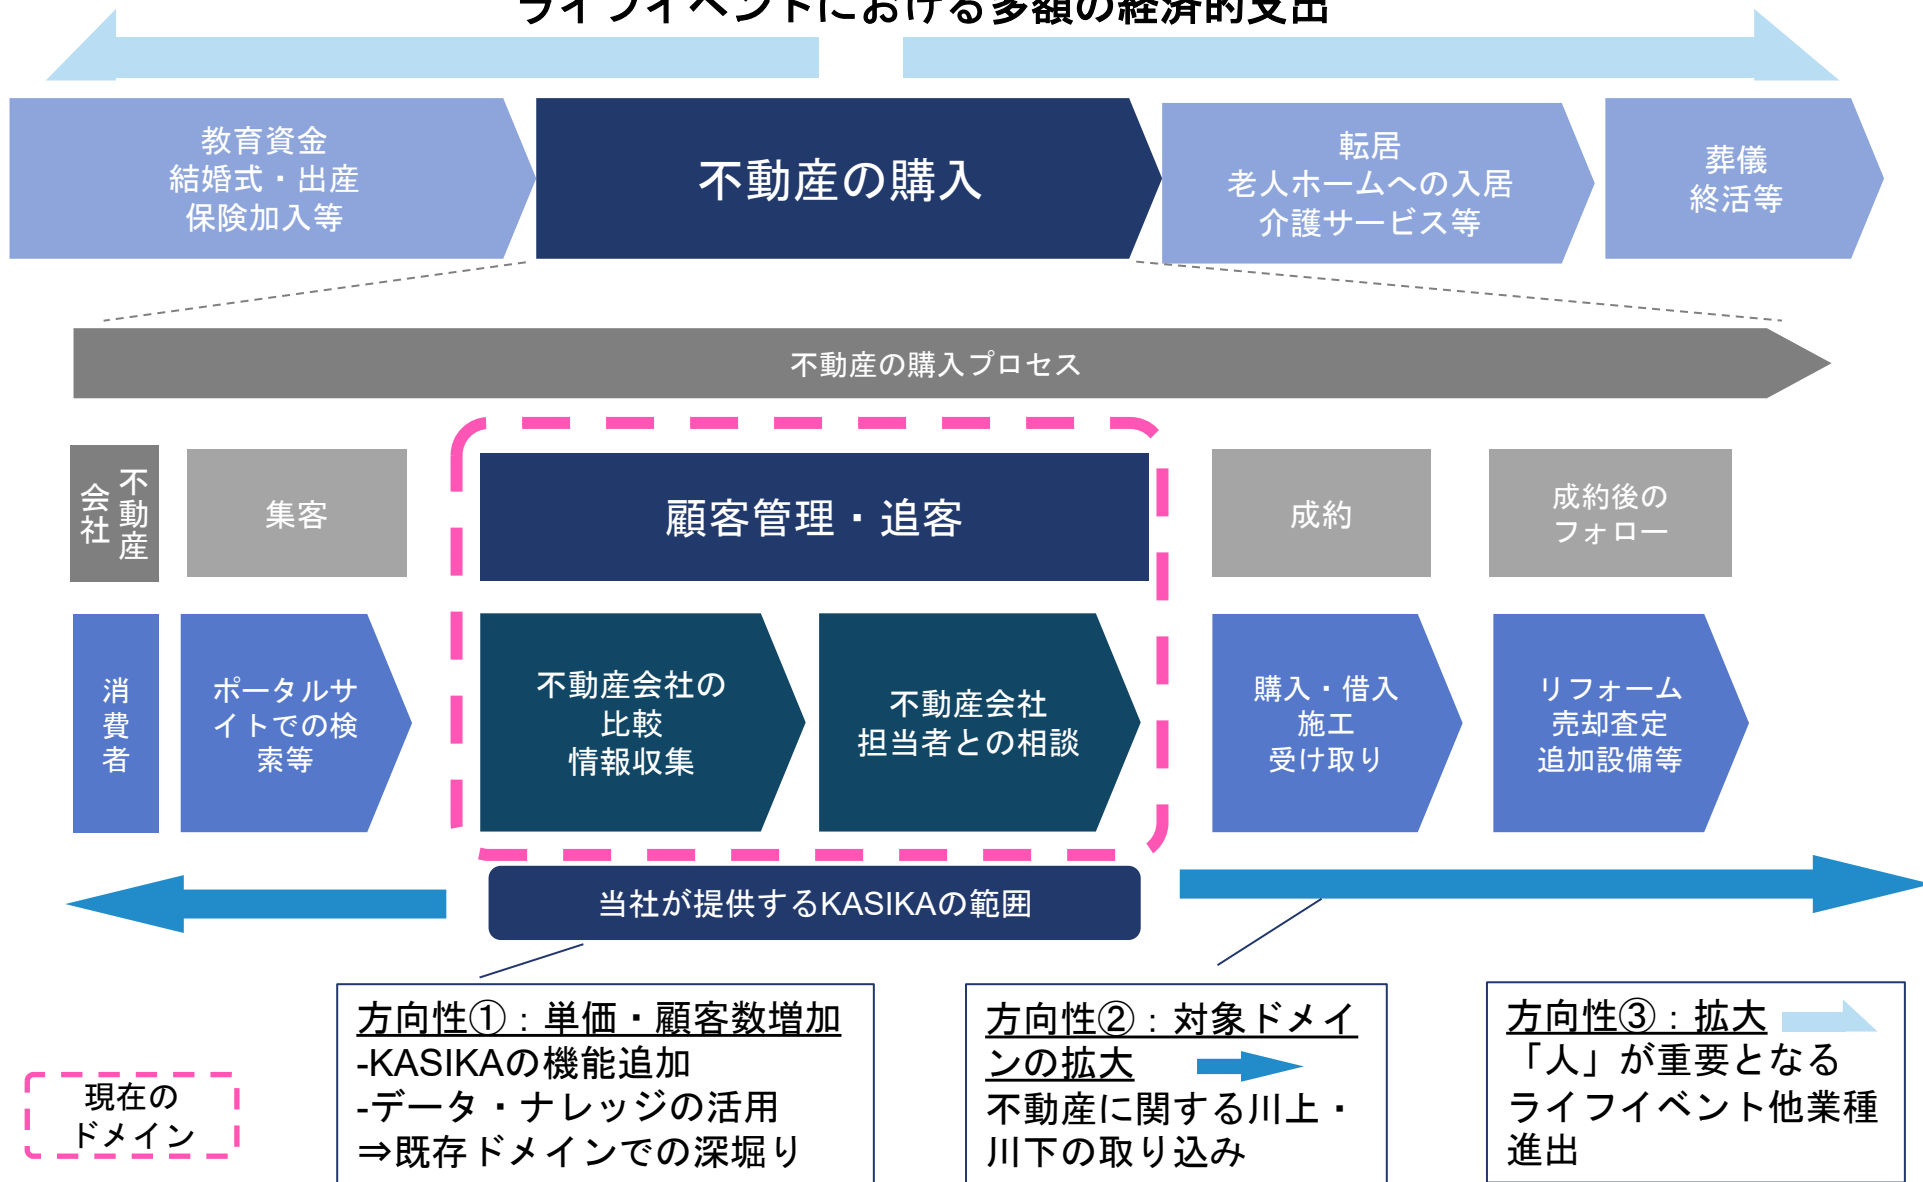 ライフイベントにおける多額の経済的支出
教育資金
結婚式・出産
保険加入等
不動産の購入
転居
老人ホームへの入居
介護サービス等
葬儀
終活等
不動産の購入プロセス
不動産
会社
集客
顧客管理・追客
成約
成約後の
フォロー
消費者
ポータルサ
イトでの検
索等
不動産会社の
比較
情報収集
不動産会社
担当者との相談
購入・借入
施工
受け取り
リフォーム
売却査定
追加設備等
当社が提供するKASIKAの範囲
現在の
ドメイン
方向性①：単価・顧客数増加
-KASIKAの機能追加
-データ・ナレッジの活用
⇒既存ドメインでの深堀り
方向性②：対象ドメイ
ンの拡大
不動産に関する川上・
川下の取り込み
方向性③：拡大
「人」が重要となる
ライフイベント他業種
進出